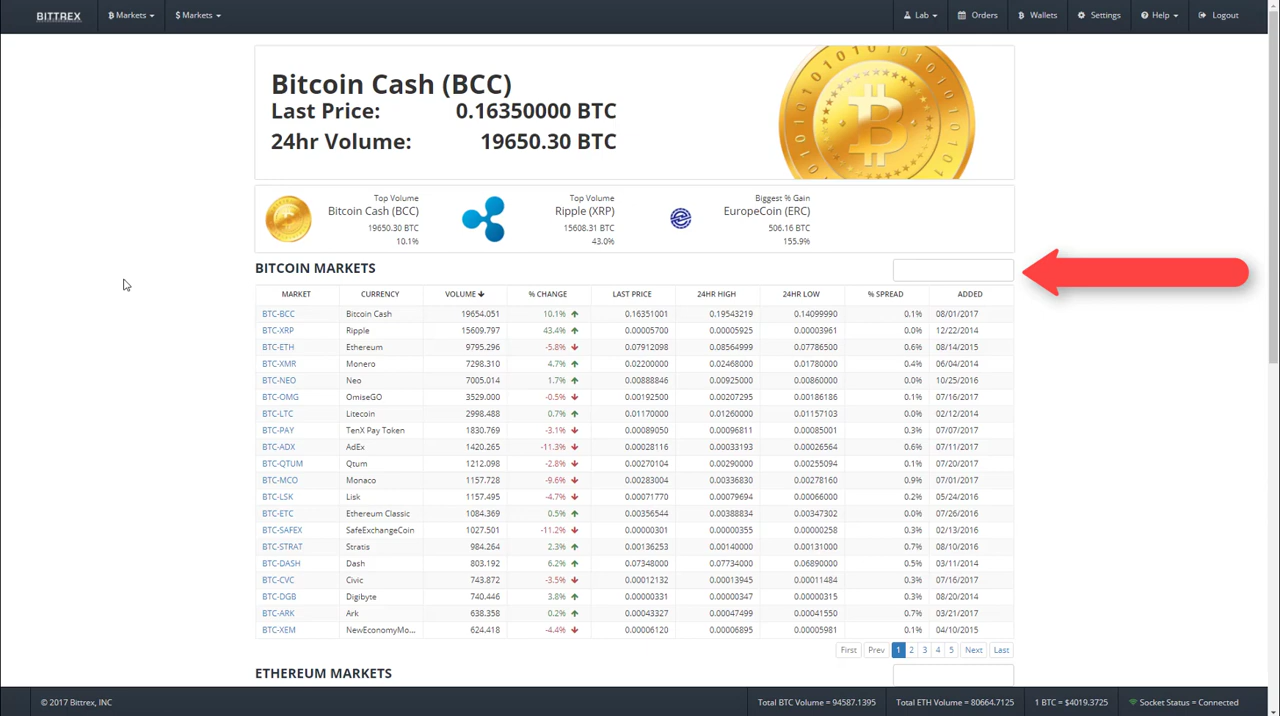 BITTREX
Ƀ Markets
$ Markets
Lab
Orders
Wallets
Settings
Help
Logout
Bitcoin Cash (BCC)
Last Price: 0.16350000 BTC
24hr Volume: 19650.30 BTC
Top Volume
Bitcoin Cash (BCC)
19650.30 BTC
10.1%
Top Volume
Ripple (XRP)
15608.31 BTC
43.0%
Biggest % Gain
EuropeCoin (ERC)
506.16 BTC
155.9%
BITCOIN MARKETS
MARKET CURRENCY VOLUME % CHANGE LAST PRICE 24HR HIGH 24HR LOW % SPREAD ADDED
BTC-BCC Bitcoin Cash 19654.051 10.1% 0.16351001 0.19543219 0.14099990 0.1% 08/01/2017
BTC-XRP Ripple 15609.797 43.4% 0.00005700 0.00005925 0.00003961 0.0% 12/22/2014
BTC-ETH Ethereum 9795.296 -5.8% 0.07912098 0.08564999 0.07786500 0.6% 08/14/2015
BTC-XMR Monero 7298.310 4.7% 0.02200000 0.02468000 0.01780000 0.4% 06/04/2014
BTC-NEO Neo 7005.014 1.7% 0.00888846 0.00925000 0.00860000 0.0% 10/25/2016
BTC-OMG OmiseGO 3529.000 -0.5% 0.00192500 0.00207295 0.00186186 0.1% 07/16/2017
BTC-LTC Litecoin 2998.488 0.7% 0.01170000 0.01260000 0.01157103 0.0% 02/12/2014
BTC-PAY TenX Pay Token 1830.769 -3.1% 0.00089050 0.00096811 0.00085001 0.3% 07/07/2017
BTC-ADX AdEx 1420.265 -11.3% 0.00028116 0.00033193 0.00026564 0.6% 07/11/2017
BTC-QTUM Qtum 1212.098 -2.8% 0.00270104 0.00290000 0.00255094 0.1% 07/20/2017
BTC-MCO Monaco 1157.728 -9.6% 0.00283004 0.00336830 0.00278160 0.9% 07/01/2017
BTC-LSK Lisk 1157.495 -4.7% 0.00071770 0.00079694 0.00066000 0.2% 05/24/2016
BTC-ETC Ethereum Classic 1084.369 0.5% 0.00356544 0.00388834 0.00347302 0.0% 07/26/2016
BTC-SAFEX SafeExchangeCoin 1027.501 -11.2% 0.00000301 0.00000355 0.00000258 0.3% 02/13/2016
BTC-STRAT Stratis 984.264 2.3% 0.00136253 0.00140000 0.00131000 0.7% 08/10/2016
BTC-DASH Dash 803.192 6.2% 0.07348000 0.07734000 0.06890000 0.5% 03/11/2014
BTC-CVC Civic 743.872 -3.5% 0.00012132 0.00013945 0.00011484 0.3% 07/16/2017
BTC-DGB Digibyte 740.446 3.8% 0.00000331 0.00000347 0.00000315 0.3% 08/20/2014
BTC-ARK Ark 638.358 0.2% 0.00043327 0.00047499 0.00041550 0.7% 03/21/2017
BTC-XEM NewEconomyMo... 624.418 -4.4% 0.00006120 0.00006895 0.00005981 0.1% 04/10/2015
First Prev 1 2 3 4 5 Next Last
ETHEREUM MARKETS
© 2017 Bittrex, INC
Total BTC Volume = 94587.1395
Total ETH Volume = 80664.7125
1 BTC = $4019.3725
Socket Status = Connected